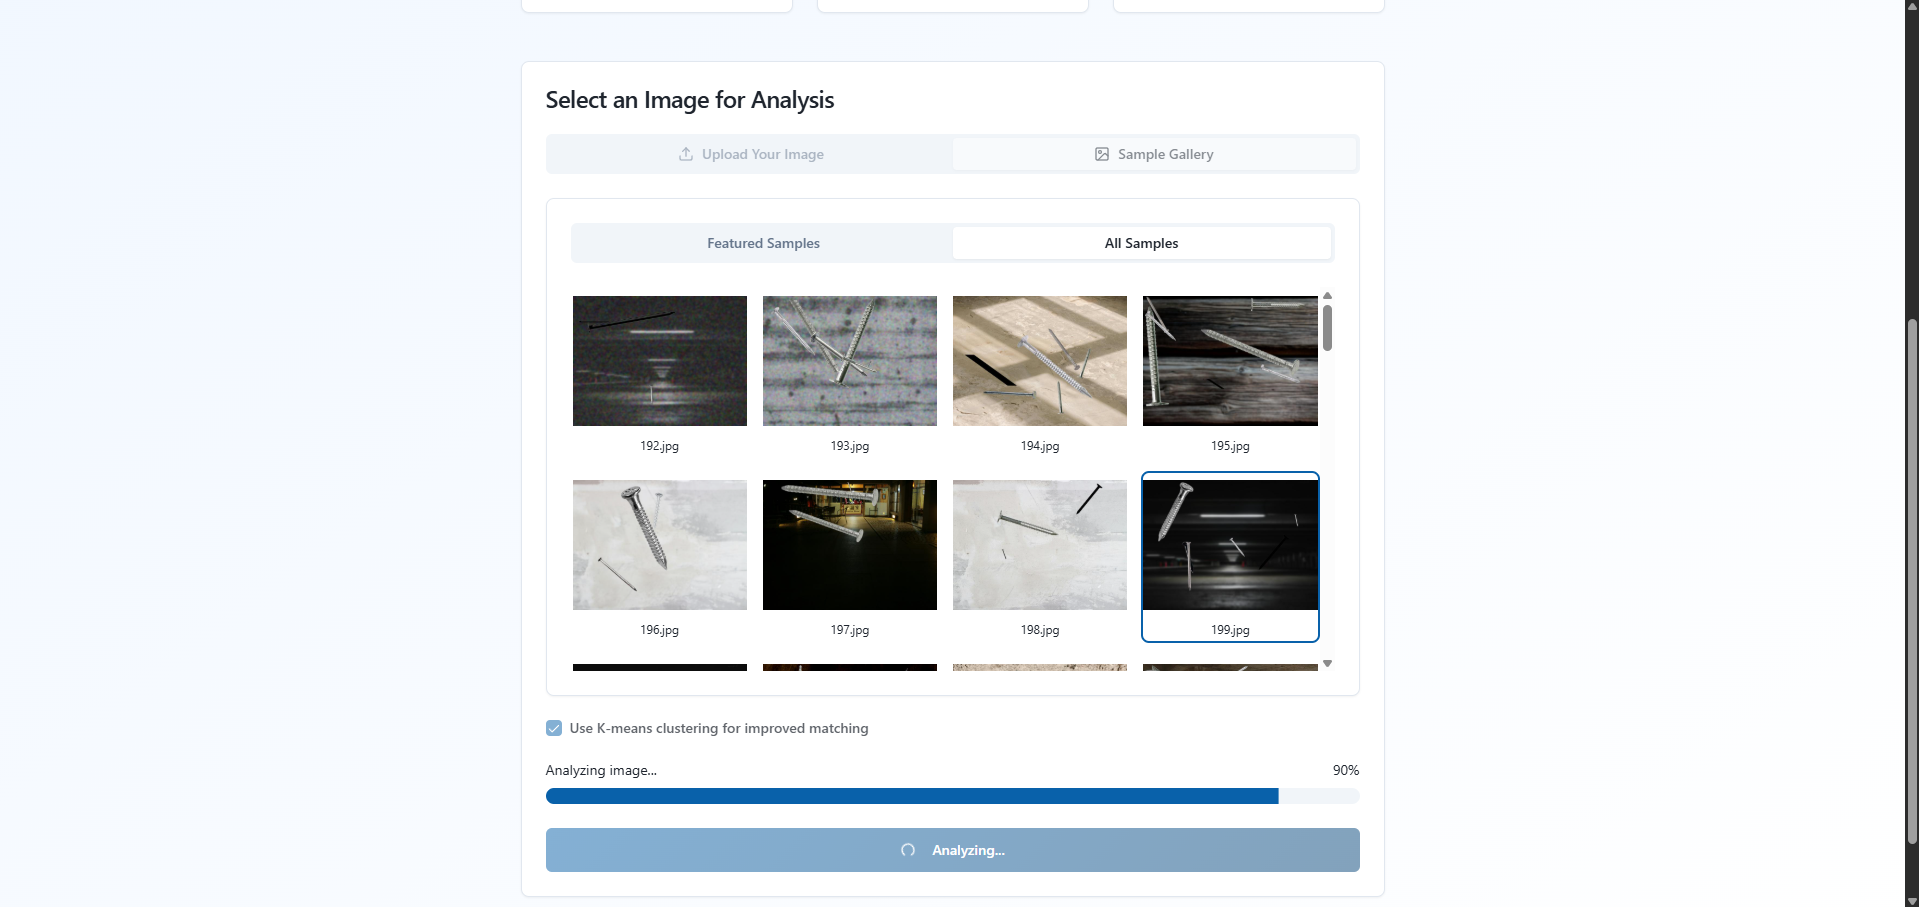 Select an Image for Analysis
Upload Your Image
Sample Gallery
Featured Samples
All Samples
192.jpg
193.jpg
194.jpg
195.jpg
196.jpg
197.jpg
198.jpg
199.jpg
Use K-means clustering for improved matching
Analyzing image...
90%
Analyzing...